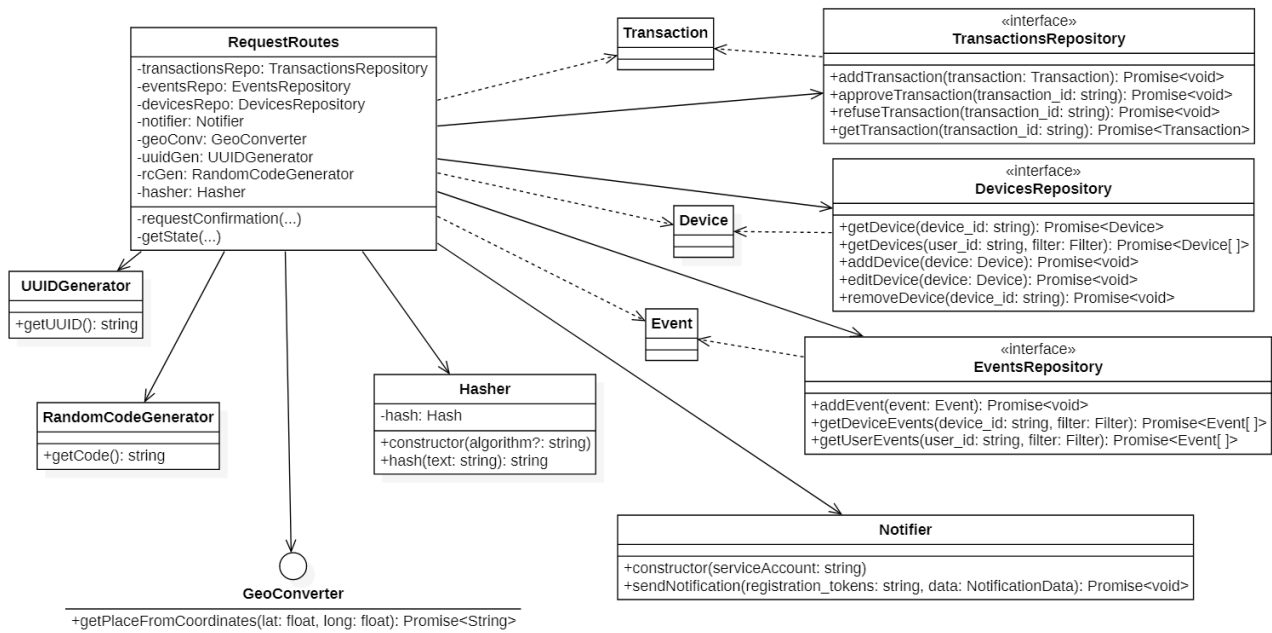 RequestRoutes
-transactionsRepo: TransactionsRepository
-eventsRepo: EventsRepository
-devicesRepo: DevicesRepository
-notifier: Notifier
-geoConv: GeoConverter
-uuidGen: UUIDGenerator
-rcGen: RandomCodeGenerator
-hasher: Hasher
-requestConfirmation(...)
-getState(...)
Transaction
«interface»
TransactionsRepository
+addTransaction(transaction: Transaction): Promise<void>
+approveTransaction(transaction_id: string): Promise<void>
+refuseTransaction(transaction_id: string): Promise<void>
+getTransaction(transaction_id: string): Promise<Transaction>
«interface»
DevicesRepository
+getDevice(device_id: string): Promise<Device>
+getDevices(user_id: string, filter: Filter): Promise<Device[ ]>
+addDevice(device: Device): Promise<void>
+editDevice(device: Device): Promise<void>
+removeDevice(device_id: string): Promise<void>
Device
Event
«interface»
EventsRepository
+addEvent(event: Event): Promise<void>
+getDeviceEvents(device_id: string, filter: Filter): Promise<Event[ ]>
+getUserEvents(user_id: string, filter: Filter): Promise<Event[ ]>
UUIDGenerator
+getUUID(): string
RandomCodeGenerator
+getCode(): string
Hasher
-hash: Hash
+constructor(algorithm?: string)
+hash(text: string): string
Notifier
+constructor(serviceAccount: string)
+sendNotification(registration_tokens: string, data: NotificationData): Promise<void>
GeoConverter
+getPlaceFromCoordinates(lat: float, long: float): Promise<String>